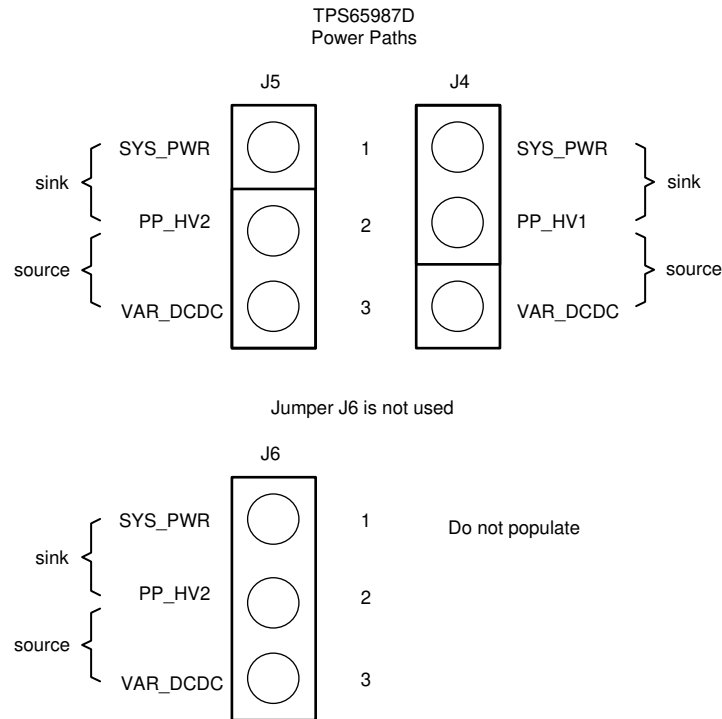 TPS65987D
Power Paths
J5
J4
SYS_PWR 1 SYS_PWR
sink
sink
PP_HV2 2 PP_HV1
source
source
VAR_DCDC 3 VAR_DCDC
Jumper J6 is not used
J6
SYS_PWR 1 Do not populate
sink
PP_HV2 2
source
VAR_DCDC 3